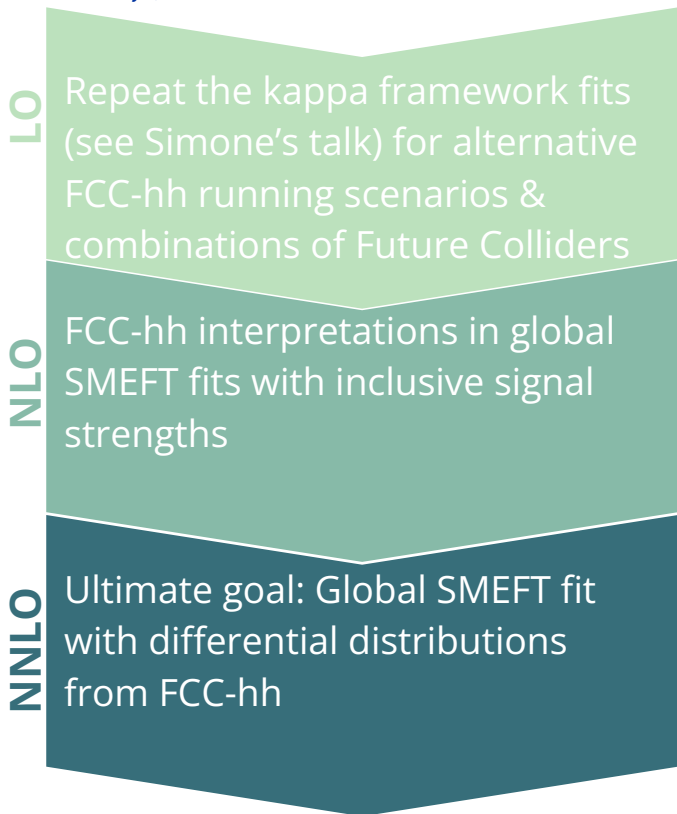 LO
Repeat the kappa framework fits
(see Simone's talk) for alternative
FCC-hh running scenarios &
combinations of Future Colliders
NLO
FCC-hh interpretations in global
SMEFT fits with inclusive signal
strengths
NNLO
Ultimate goal: Global SMEFT fit
with differential distributions
from FCC-hh